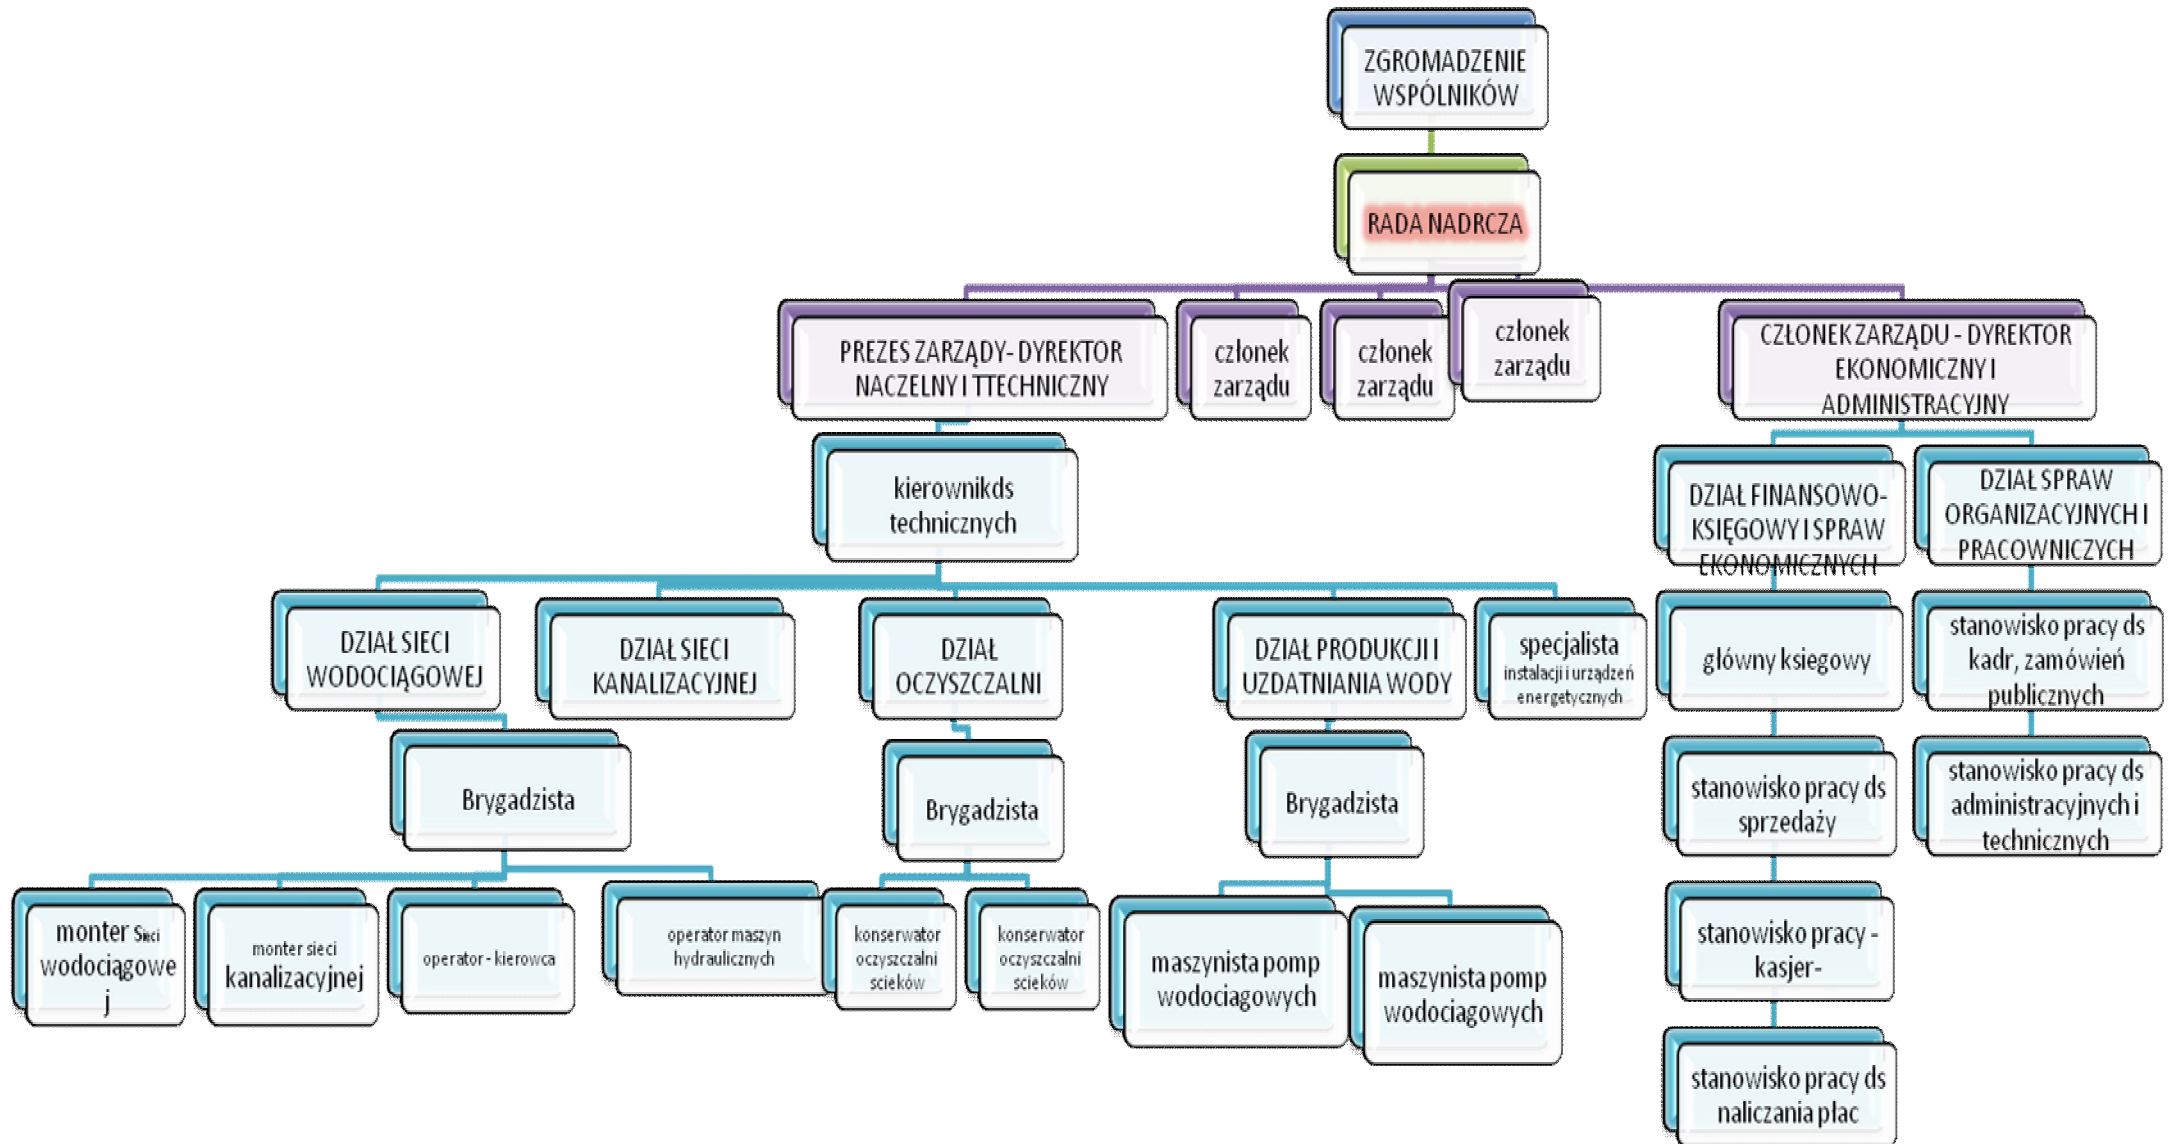 ZGROMADZENIE
WSPÓLNIKÓW
RADA NADRCZA
PREZES ZARZĄDY- DYREKTOR
NACZELNY I TTECHNICZNY
członek
zarządu
członek
zarządu
członek
zarządu
CZŁONEK ZARZĄDU - DYREKTOR
EKONOMICZNY I
ADMINISTRACYJNY
kierownikds
technicznych
DZIAŁ FINANSOWO-
KSIĘGOWY I SPRAW
EKONOMICZNYCH
DZIAŁ SPRAW
ORGANIZACYJNYCH I
PRACOWNICZYCH
DZIAŁ SIECI
WODOCIĄGOWEJ
DZIAŁ SIECI
KANALIZACYJNEJ
DZIAŁ
OCZYSZCZALNI
DZIAŁ PRODUKCJI I
UZDATNIANIA WODY
specjalista
instalacji i urządzeń
energetycznych
główny ksiegowy
stanowisko pracy ds
kadr, zamówień
publicznych
Brygadzista
Brygadzista
Brygadzista
stanowisko pracy ds
sprzedaży
stanowisko pracy ds
administracyjnych i
technicznych
monter sieci
wodociągowe
j
monter sieci
kanalizacyjnej
operator - kierowca
operator maszyn
hydraulicznych
konserwator
oczyszczalni
scieków
konserwator
oczyszczalni
scieków
maszynista pomp
wodociagowych
maszynista pomp
wodociagowych
stanowisko pracy -
kasjer-
stanowisko pracy ds
naliczania płac